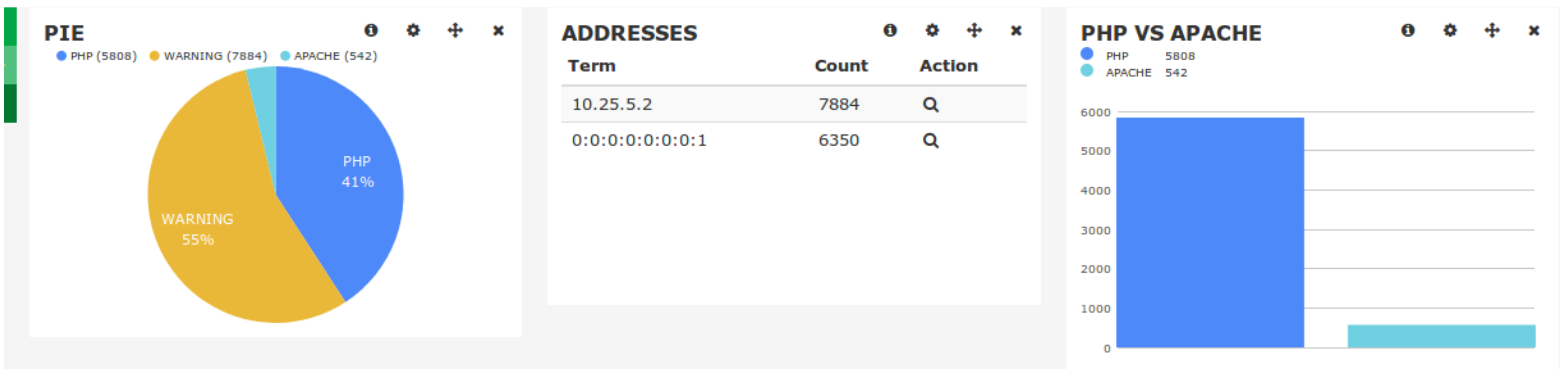 PIE
PHP (5808) WARNING (7884) APACHE (542)
PHP
41%
WARNING
55%
ADDRESSES
Term Count Action
10.25.5.2 7884
0:0:0:0:0:0:0:1 6350
PHP VS APACHE
PHP 5808
APACHE 542
6000
5000
4000
3000
2000
1000
0